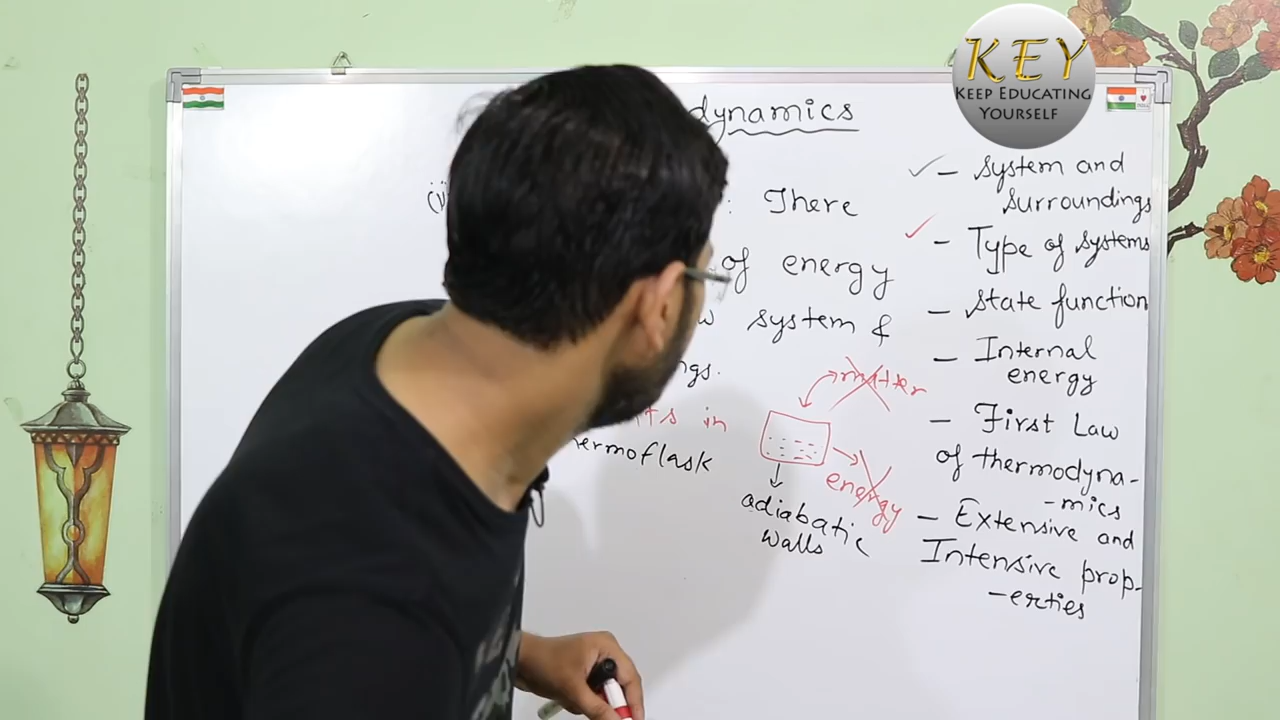 KEY
KEEP EDUCATING
YOURSELF
dynamics
: There
of energy
system &
ngs.
ts in
ermoflask
matter
energy
adiabatic
walls
- System and
surroundings
- Type of systems
- State function
- Internal
energy
- First Law
of thermodyna-
-mics
- Extensive and
Intensive prop-
-erties